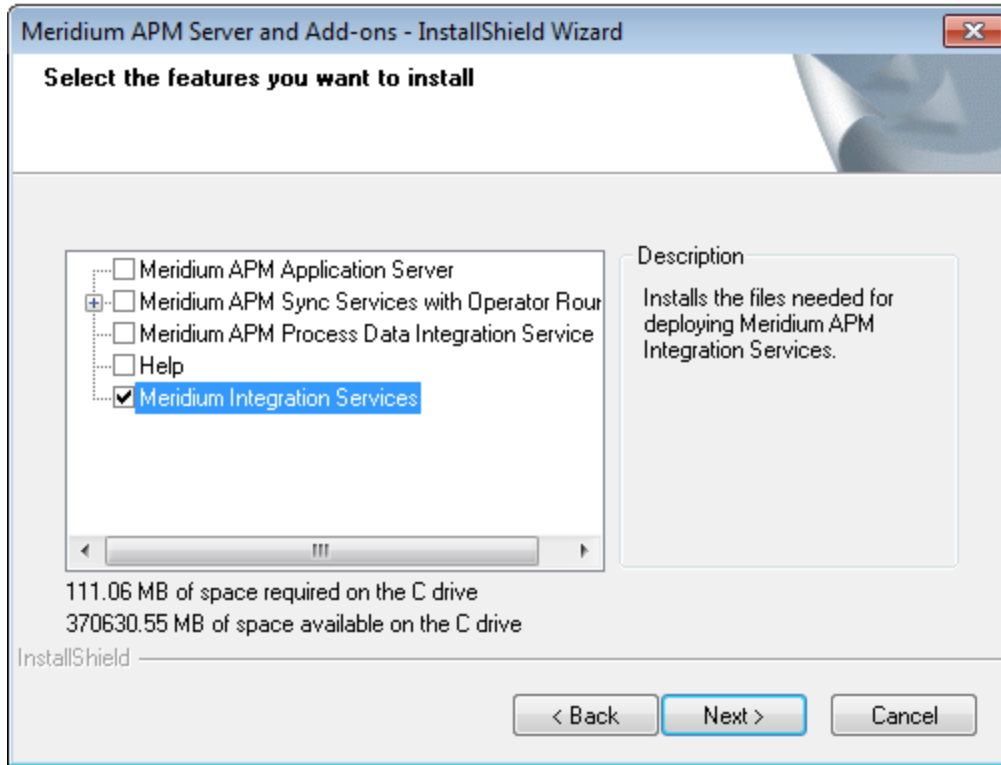 Meridium APM Server and Add-ons - InstallShield Wizard
Select the features you want to install
Meridium APM Application Server
Meridium APM Sync Services with Operator Rour
Meridium APM Process Data Integration Service
Help
Meridium Integration Services
Description
Installs the files needed for
deploying Meridium APM
Integration Services.
111.06 MB of space required on the C drive
370630.55 MB of space available on the C drive
InstallShield
< Back
Next >
Cancel